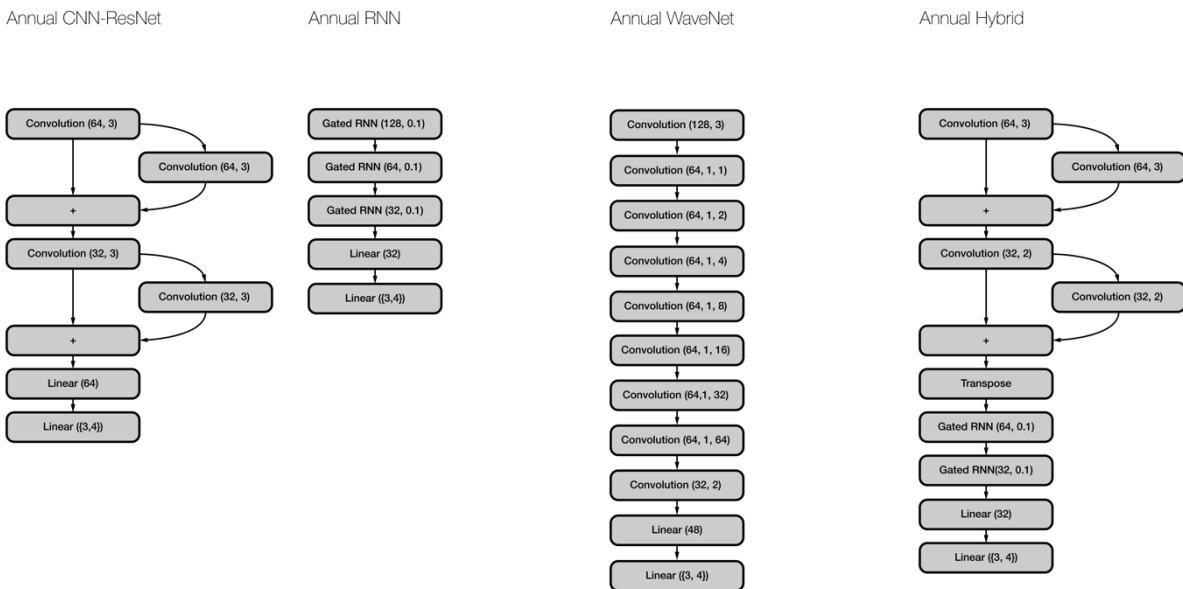 Annual CNN-ResNet
Convolution (64, 3)
Convolution (64, 3)
+
Convolution (32, 3)
Convolution (32, 3)
+
Linear (64)
Linear ({3,4})
Annual RNN
Gated RNN (128, 0.1)
Gated RNN (64, 0.1)
Gated RNN (32, 0.1)
Linear (32)
Linear ({3,4})
Annual WaveNet
Convolution (128, 3)
Convolution (64, 1, 1)
Convolution (64, 1, 2)
Convolution (64, 1, 4)
Convolution (64, 1, 8)
Convolution (64, 1, 16)
Convolution (64,1, 32)
Convolution (64, 1, 64)
Convolution (32, 2)
Linear (48)
Linear ({3, 4})
Annual Hybrid
Convolution (64, 3)
Convolution (64, 3)
+
Convolution (32, 2)
Convolution (32, 2)
+
Transpose
Gated RNN (64, 0.1)
Gated RNN(32, 0.1)
Linear (32)
Linear ({3, 4})